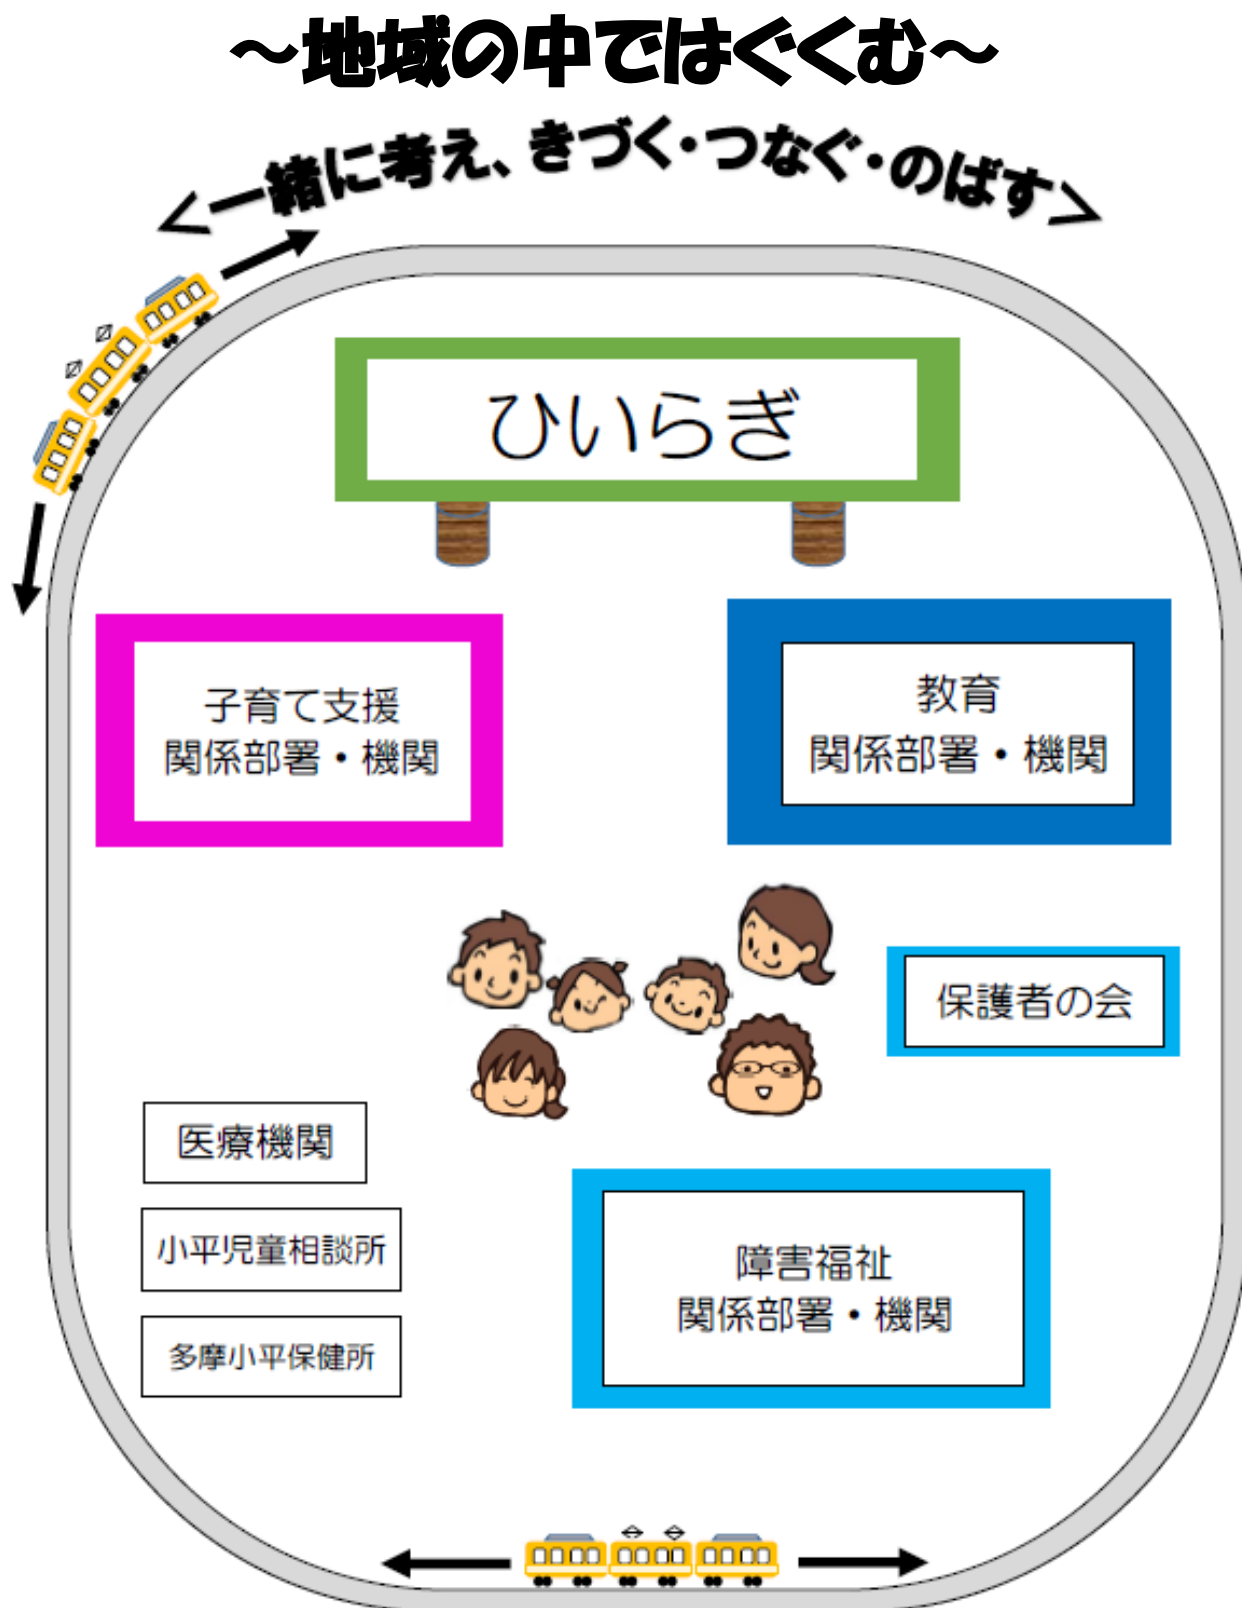 ～地域の中ではぐくむ～
＜一緒に考え、きづく・つなぐ・のばす＞
ひいらぎ
子育て支援
関係部署・機関
教育
関係部署・機関
保護者の会
医療機関
小平児童相談所
多摩小平保健所
障害福祉
関係部署・機関